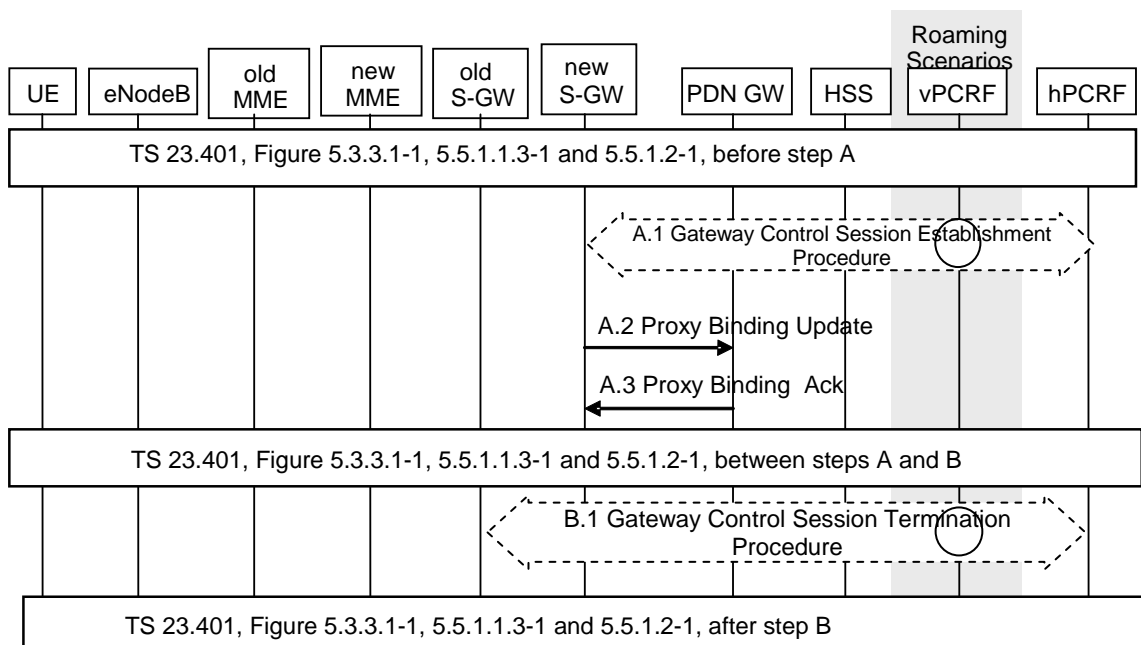 Roaming
Scenarios
UE
eNodeB
old
MME
new
MME
old
S-GW
new
S-GW
PDN GW
HSS
vPCRF
hPCRF
TS 23.401, Figure 5.3.3.1-1, 5.5.1.1.3-1 and 5.5.1.2-1, before step A
A.1 Gateway Control Session Establishment
Procedure
A.2 Proxy Binding Update
A.3 Proxy Binding Ack
TS 23.401, Figure 5.3.3.1-1, 5.5.1.1.3-1 and 5.5.1.2-1, between steps A and B
B.1 Gateway Control Session Termination
Procedure
TS 23.401, Figure 5.3.3.1-1, 5.5.1.1.3-1 and 5.5.1.2-1, after step B